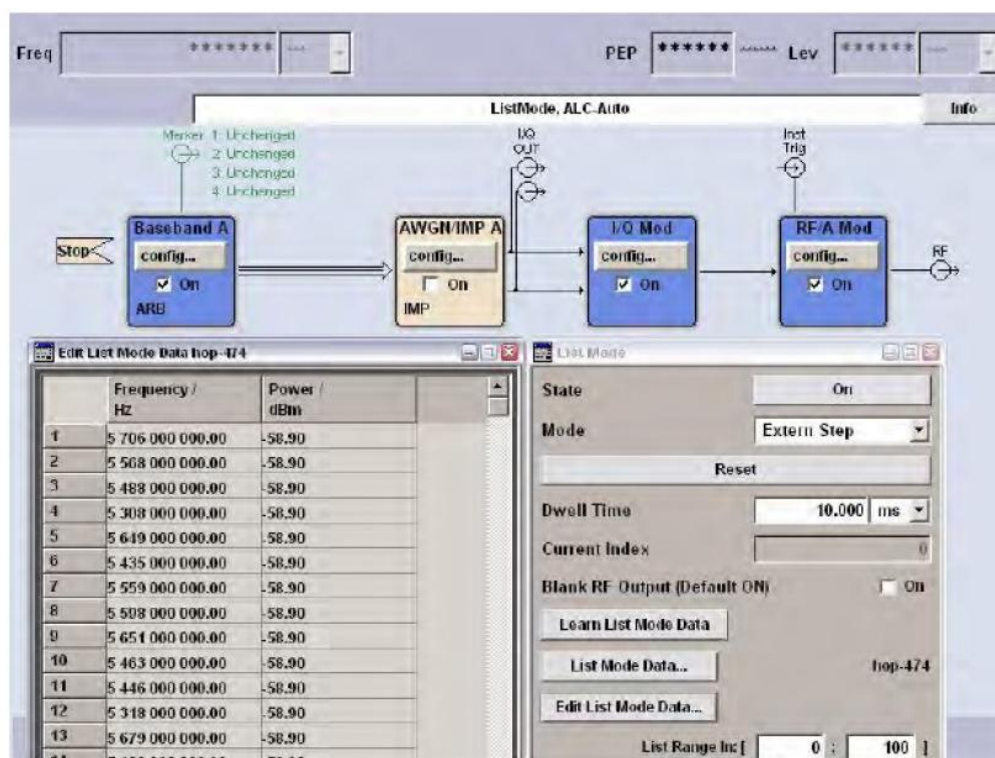 Freq ******* --- PEP ****** Lev ****** ---
ListMode, ALC-Auto Info
Marker 1: Unchanged
2: Unchanged
3: Unchanged
4: Unchanged
I/Q
OUT
Inst
Trig
Stop
Baseband A
config...
On
ARB
AWGN/IMP A
config...
On
IMP
I/Q Mod
config...
On
RF/A Mod
config...
On
RF
Edit List Mode Data hop-474
Frequency / Hz Power / dBm
1 5 706 000 000.00 -58.90
2 5 568 000 000.00 -58.90
3 5 488 000 000.00 -58.90
4 5 308 000 000.00 -58.90
5 5 649 000 000.00 -58.90
6 5 435 000 000.00 -58.90
7 5 559 000 000.00 -58.90
8 5 598 000 000.00 -58.90
9 5 651 000 000.00 -58.90
10 5 463 000 000.00 -58.90
11 5 446 000 000.00 -58.90
12 5 318 000 000.00 -58.90
13 5 679 000 000.00 -58.90
List Mode
State On
Mode Extern Step
Reset
Dwell Time 10.000 ms
Current Index 0
Blank RF Output (Default ON) On
Learn List Mode Data
List Mode Data... hop-474
Edit List Mode Data...
List Range In: [ 0 : 100 ]